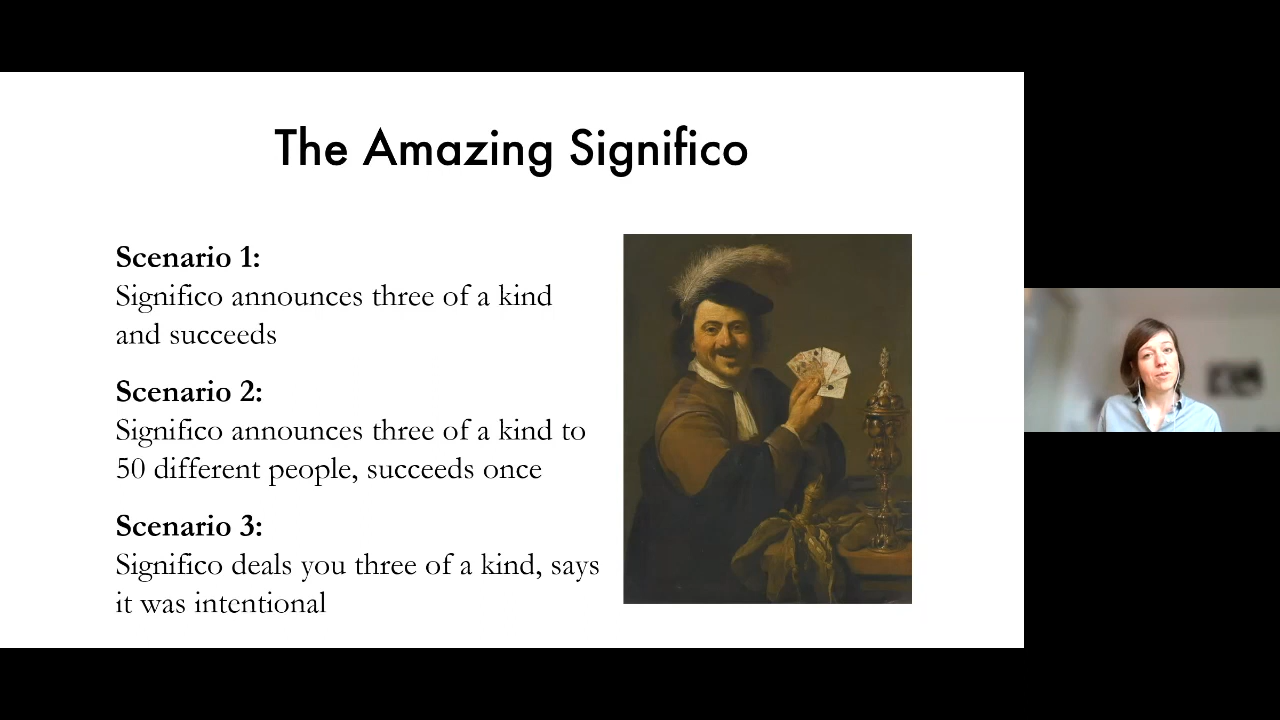 The Amazing Significo
Scenario 1:
Significo announces three of a kind
and succeeds
Scenario 2:
Significo announces three of a kind to
50 different people, succeeds once
Scenario 3:
Significo deals you three of a kind, says
it was intentional